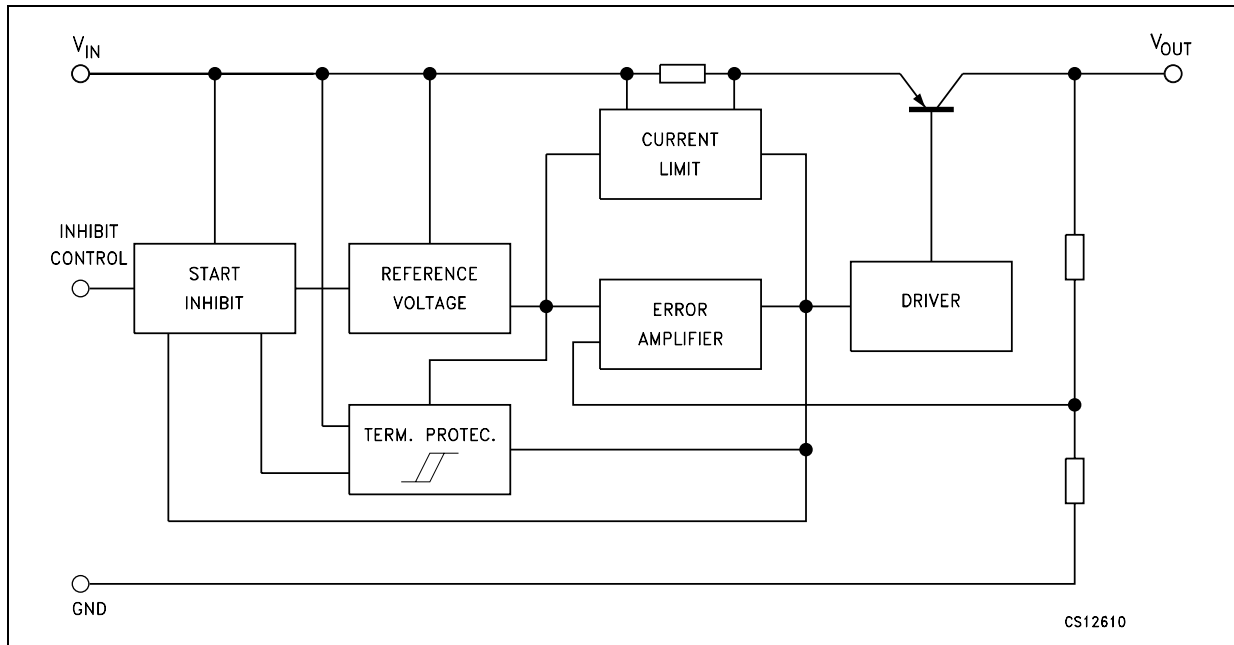 V_IN
V_OUT
CURRENT
LIMIT
INHIBIT
CONTROL
START
INHIBIT
REFERENCE
VOLTAGE
ERROR
AMPLIFIER
DRIVER
TERM. PROTEC.
GND
CS12610